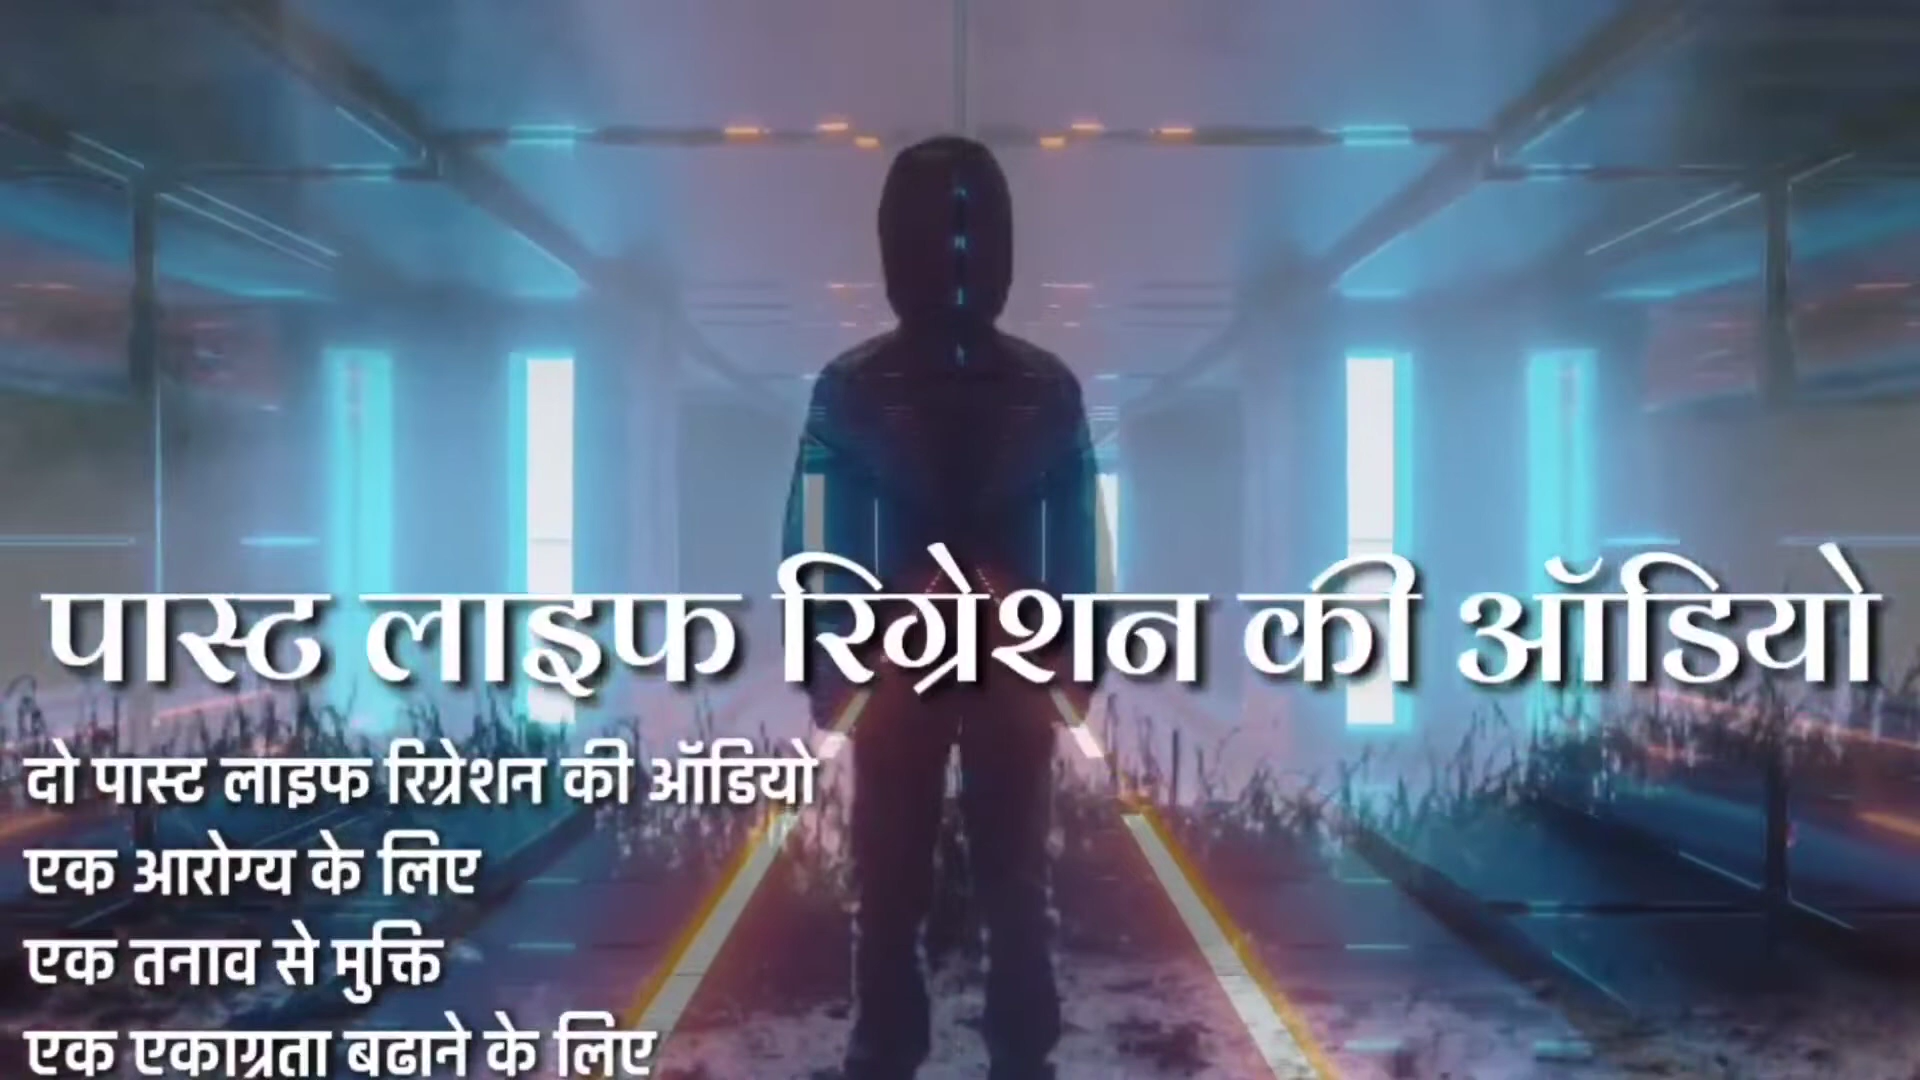 पास्ट लाइफ रिग्रेशन की ऑडियो
दो पास्ट लाइफ रिग्रेशन की ऑडियो
एक आरोग्य के लिए
एक तनाव से मुक्ति
एक एकाग्रता बढाने के लिए